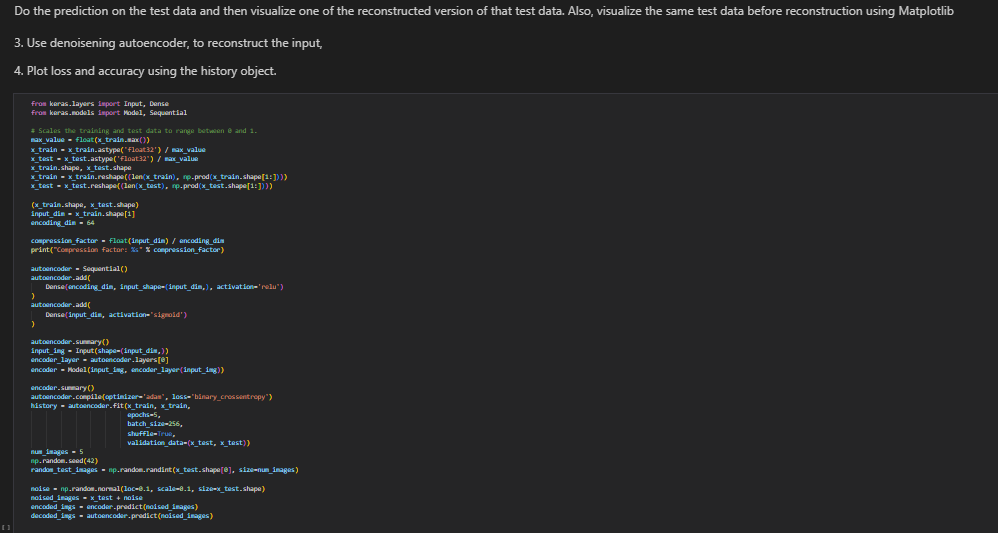 Do the prediction on the test data and then visualize one of the reconstructed version of that test data. Also, visualize the same test data before reconstruction using Matplotlib
3. Use denoisening autoencoder, to reconstruct the input,
4. Plot loss and accuracy using the history object.
from keras.layers import Input, Dense
from keras.models import Model, Sequential
# Scales the training and test data to range between 0 and 1.
max_value = float(x_train.max())
x_train = x_train.astype('float32') / max_value
x_test = x_test.astype('float32') / max_value
x_train.shape, x_test.shape
x_train = x_train.reshape((len(x_train), np.prod(x_train.shape[1:])))
x_test = x_test.reshape((len(x_test), np.prod(x_test.shape[1:])))
(x_train.shape, x_test.shape)
input_dim = x_train.shape[1]
encoding_dim = 64
compression_factor = float(input_dim) / encoding_dim
print("Compression factor: %s" % compression_factor)
autoencoder = Sequential()
autoencoder.add(
Dense(encoding_dim, input_shape=(input_dim,), activation='relu')
)
autoencoder.add(
Dense(input_dim, activation='sigmoid')
)
autoencoder.summary()
input_img = Input(shape=(input_dim,))
encoder_layer = autoencoder.layers[0]
encoder = Model(input_img, encoder_layer(input_img))
encoder.summary()
autoencoder.compile(optimizer='adam', loss='binary_crossentropy')
history = autoencoder.fit(x_train, x_train,
epochs=5,
batch_size=256,
shuffle=True,
validation_data=(x_test, x_test))
num_images = 5
np.random.seed(42)
random_test_images = np.random.randint(x_test.shape[0], size=num_images)
noise = np.random.normal(loc=0.1, scale=0.1, size=x_test.shape)
noised_images = x_test + noise
encoded_imgs = encoder.predict(noised_images)
decoded_imgs = autoencoder.predict(noised_images)
[ ]